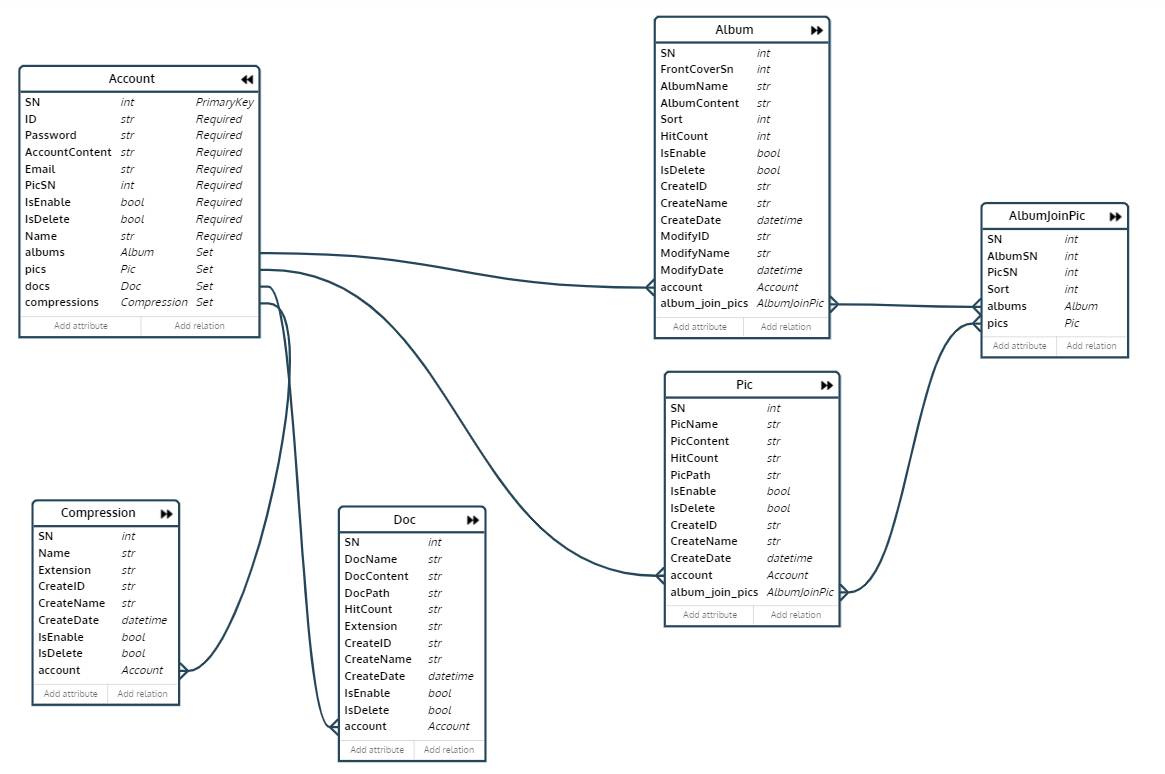 Account
SN int PrimaryKey
ID str Required
Password str Required
AccountContent str Required
Email str Required
PicSN int Required
IsEnable bool Required
IsDelete bool Required
Name str Required
albums Album Set
pics Pic Set
docs Doc Set
compressions Compression Set
Add attribute Add relation
Album
SN int
FrontCoverSn int
AlbumName str
AlbumContent str
Sort int
HitCount int
IsEnable bool
IsDelete bool
CreateID str
CreateName str
CreateDate datetime
ModifyID str
ModifyName str
ModifyDate datetime
account Account
album_join_pics AlbumJoinPic
Add attribute Add relation
AlbumJoinPic
SN int
AlbumSN int
PicSN int
Sort int
albums Album
pics Pic
Add attribute Add relation
Pic
SN int
PicName str
PicContent str
HitCount str
PicPath str
IsEnable bool
IsDelete bool
CreateID str
CreateName str
CreateDate datetime
account Account
album_join_pics AlbumJoinPic
Add attribute Add relation
Compression
SN int
Name str
Extension str
CreateID str
CreateName str
CreateDate datetime
IsEnable bool
IsDelete bool
account Account
Add attribute Add relation
Doc
SN int
DocName str
DocContent str
DocPath str
HitCount str
Extension str
CreateID str
CreateName str
CreateDate datetime
IsEnable bool
IsDelete bool
account Account
Add attribute Add relation